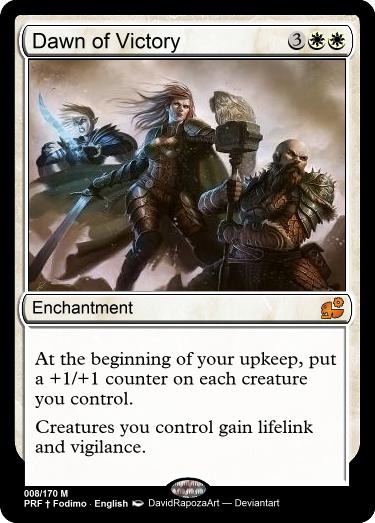 Dawn of Victory 3
Enchantment
At the beginning of your upkeep, put
a +1/+1 counter on each creature
you control.
Creatures you control gain lifelink
and vigilance.
008/170 M
PRF † Fodimo · English DavidRapozaArt — Deviantart